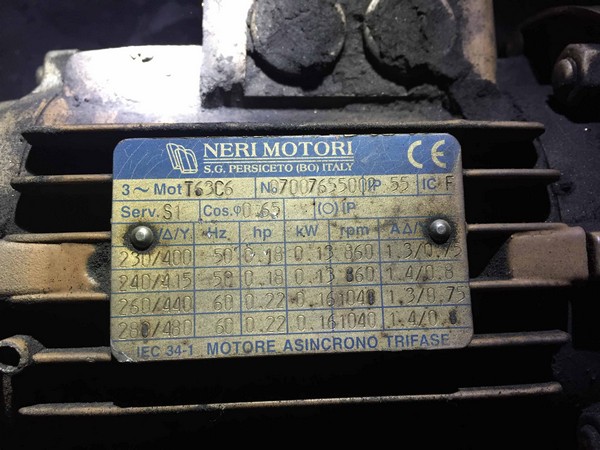 NERI MOTORI
S.G. PERSICETO (BO) ITALY
CE
3~Mot T63C6 No IP 55 IC F
Serv. S1 Cos.φ 0.65 IP
V Δ/Y Hz hp kW rpm A Δ/
230/400 50 0.18 0.13 860 1.3/0.75
240/415 50 0.18 0.13 860 1.4/0.8
260/440 60 0.22 0.16 1040 1.3/0.75
280/480 60 0.22 0.16 1040 1.4/0.8
IEC 34-1 MOTORE ASINCRONO TRIFASE